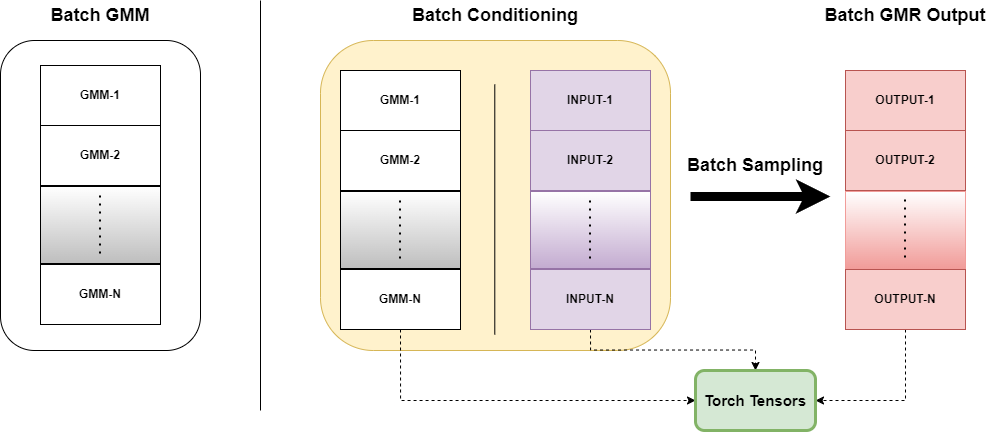 Batch GMM
GMM-1
GMM-2
GMM-N
Batch Conditioning
GMM-1
GMM-2
GMM-N
INPUT-1
INPUT-2
INPUT-N
Batch Sampling
Batch GMR Output
OUTPUT-1
OUTPUT-2
OUTPUT-N
Torch Tensors